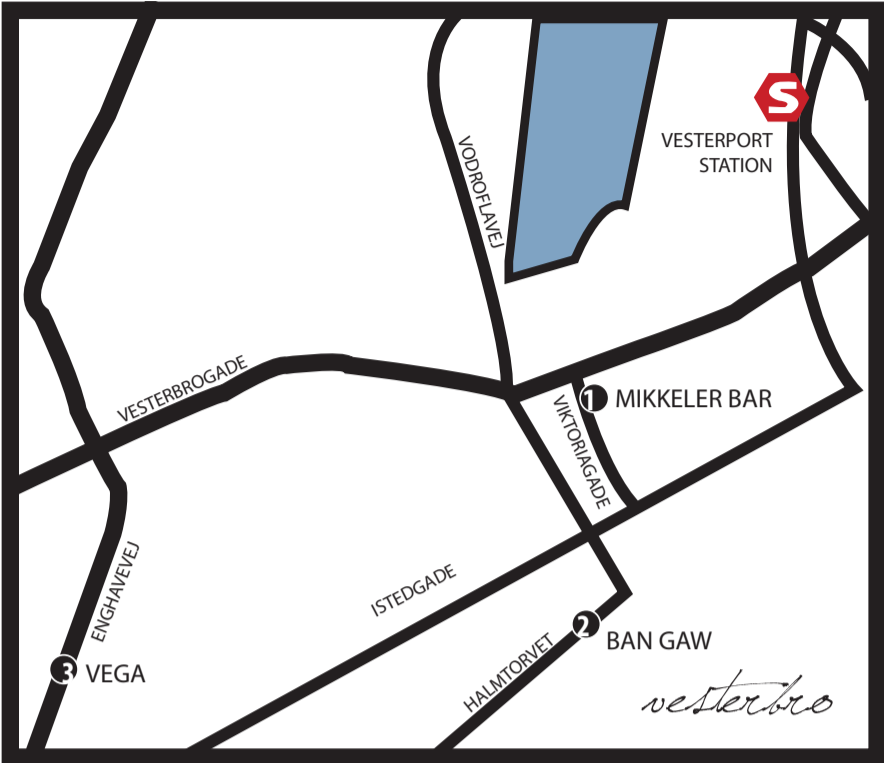 S
VESTERPORT
STATION
VODROFLAVEJ
VESTERBROGADE
1 MIKKELER BAR
VIKTORIAGADE
ENGHAVEVEJ
ISTEDGADE
2 BAN GAW
HALMTORVET
3 VEGA
vesterbro